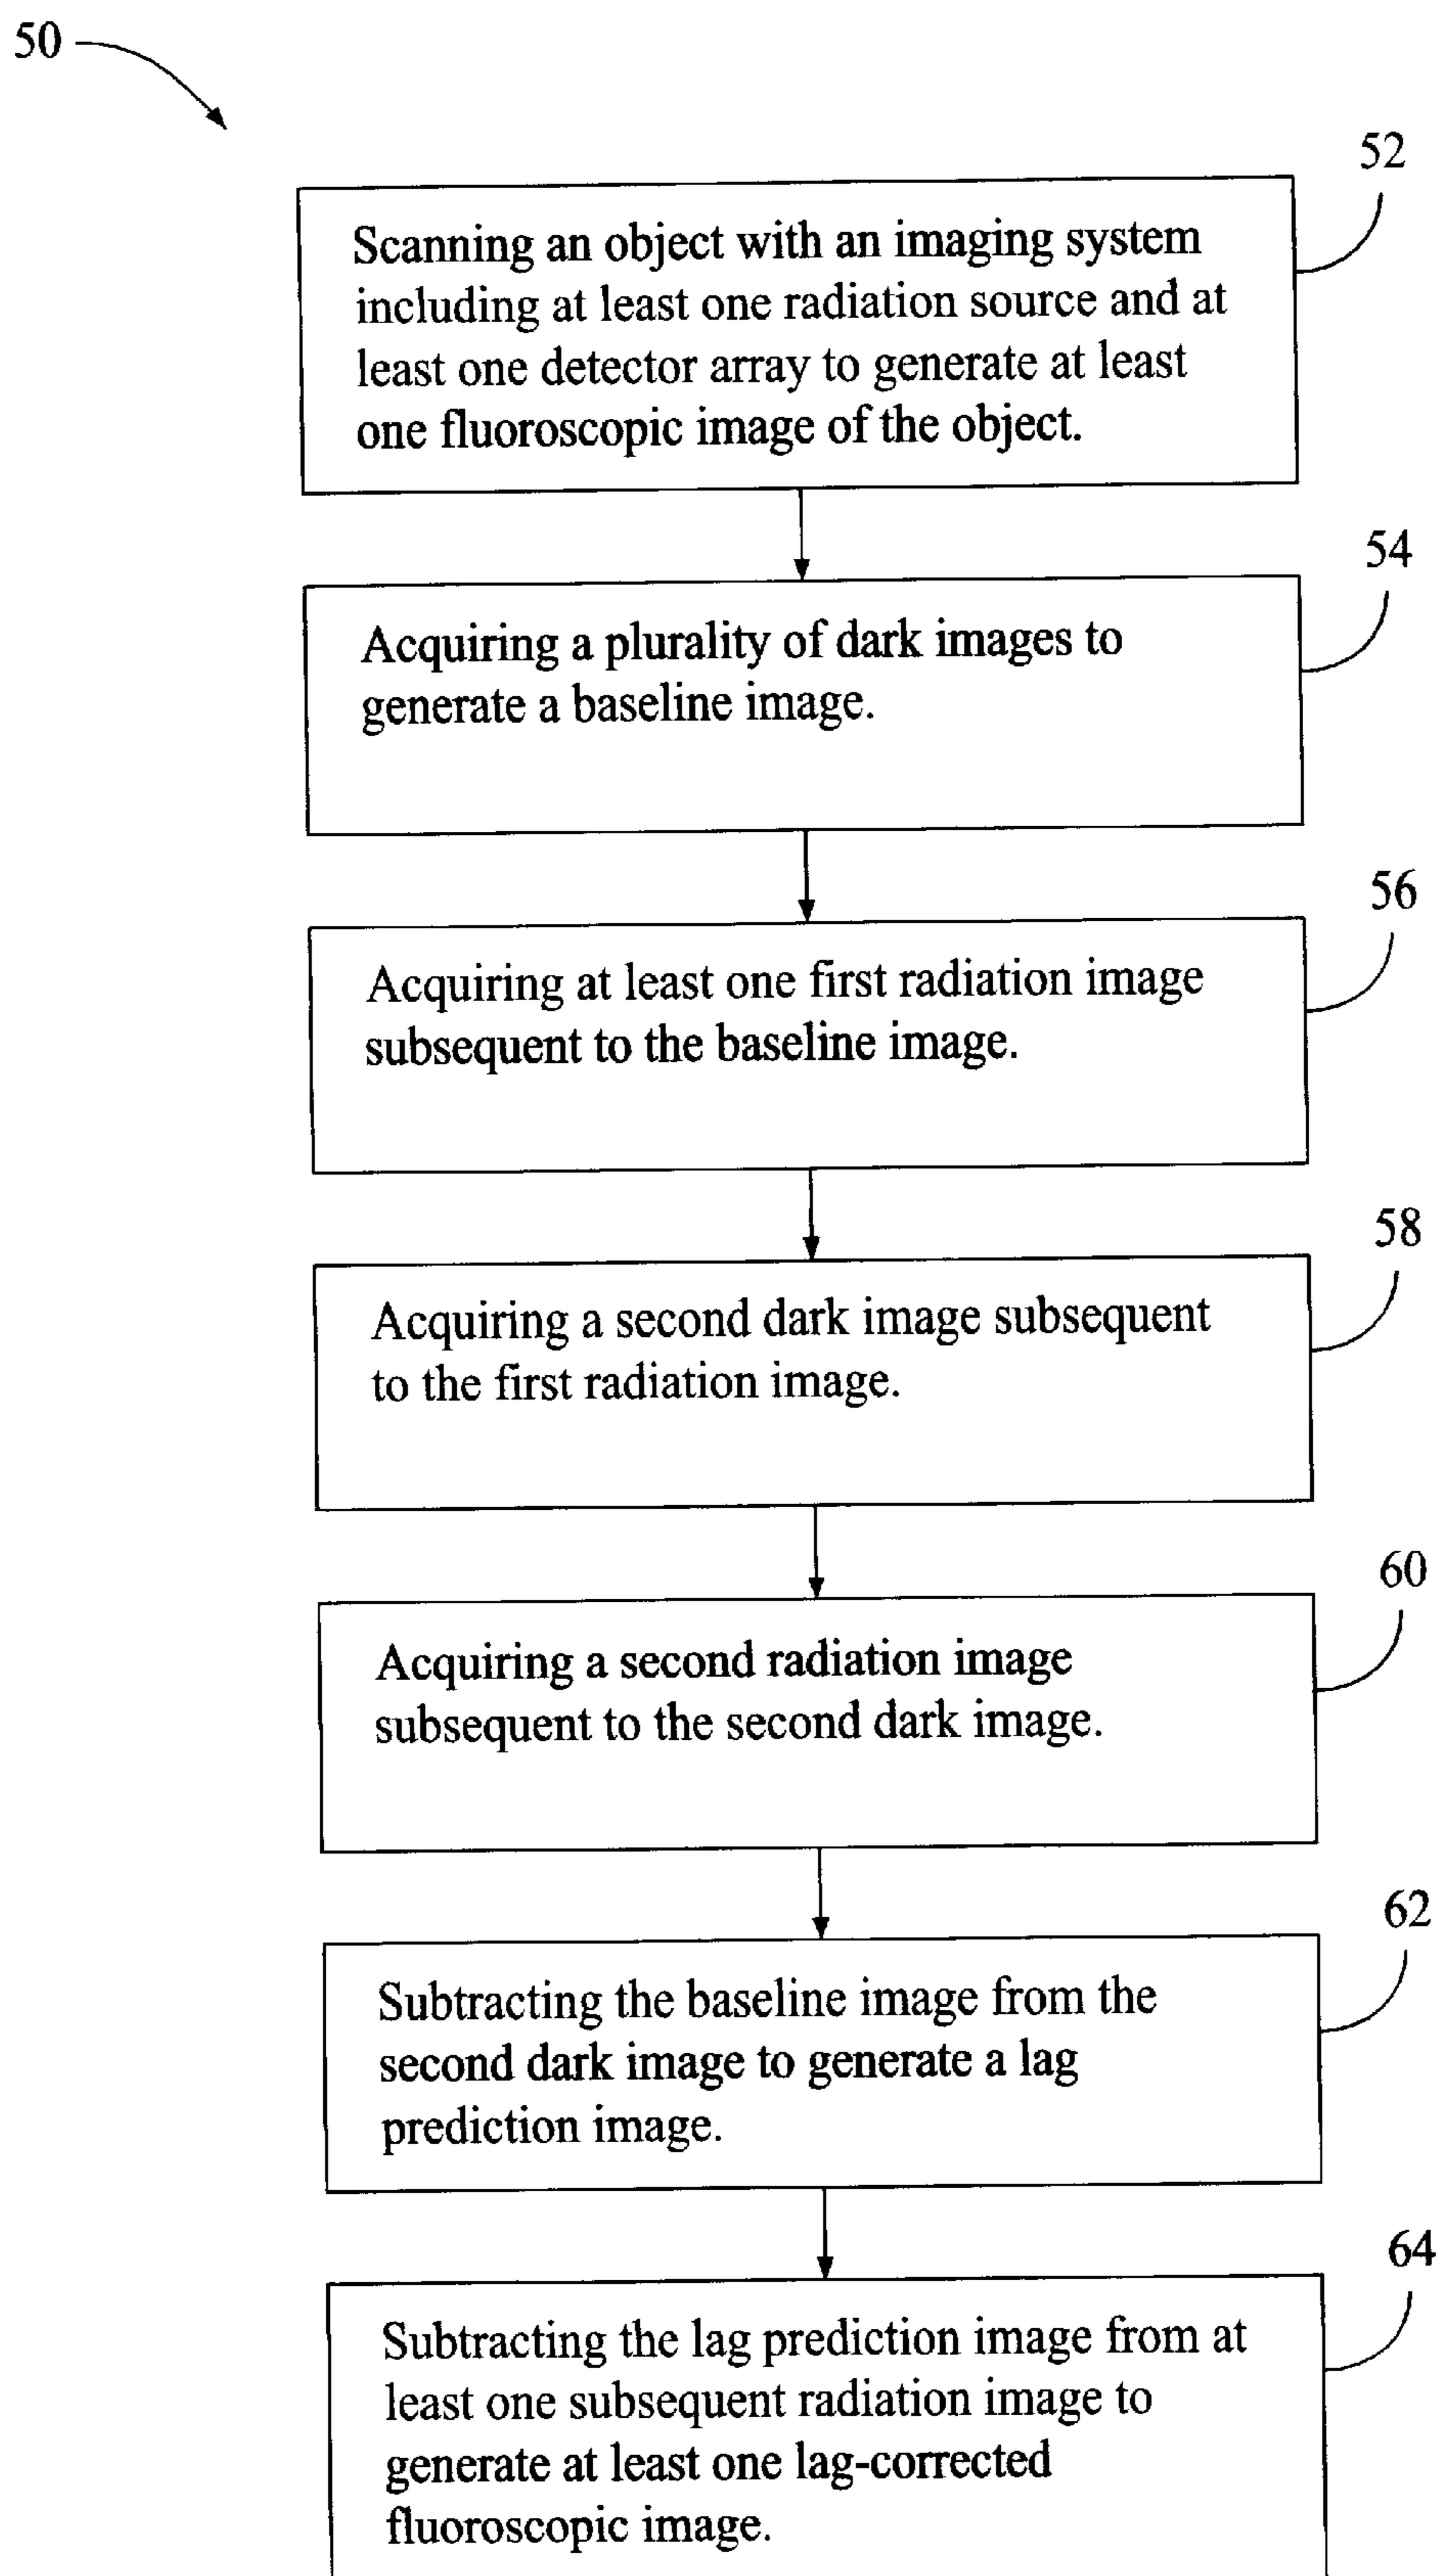 50
52
Scanning an object with an imaging system
including at least one radiation source and at
least one detector array to generate at least
one fluoroscopic image of the object.
54
Acquiring a plurality of dark images to
generate a baseline image.
56
Acquiring at least one first radiation image
subsequent to the baseline image.
58
Acquiring a second dark image subsequent
to the first radiation image.
60
Acquiring a second radiation image
subsequent to the second dark image.
62
Subtracting the baseline image from the
second dark image to generate a lag
prediction image.
64
Subtracting the lag prediction image from at
least one subsequent radiation image to
generate at least one lag-corrected
fluoroscopic image.